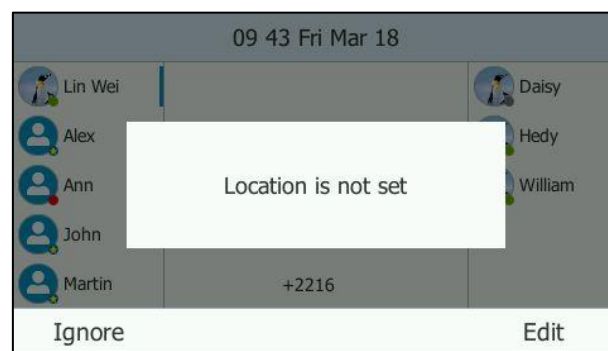 09 43 Fri Mar 18
Lin Wei
Daisy
Alex
Hedy
Ann
Location is not set
William
John
Martin
+2216
Ignore
Edit